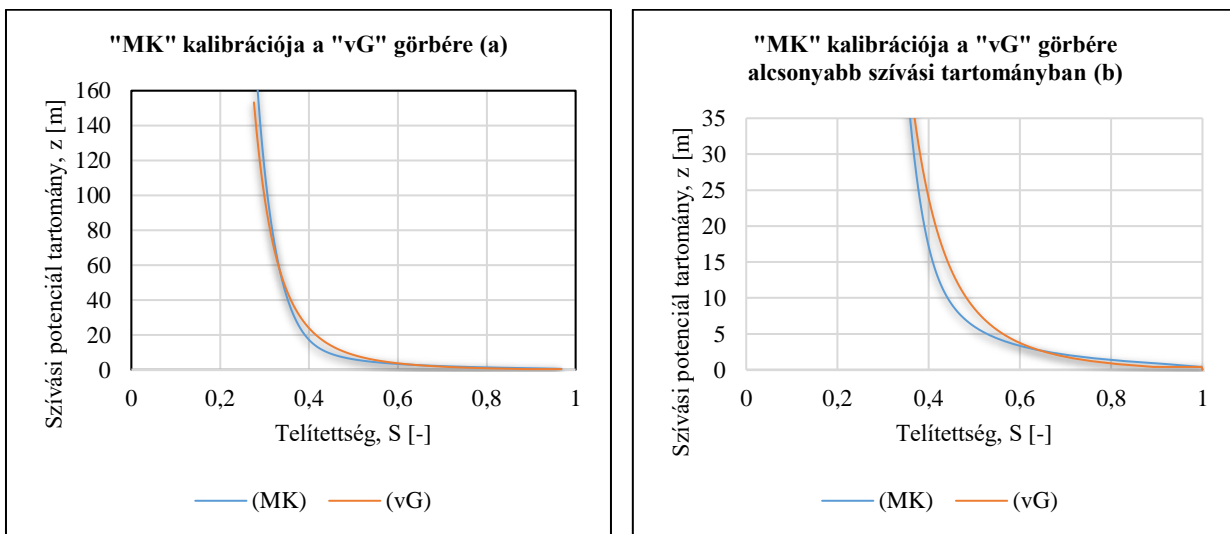 "MK" kalibrációja a "vG" görbére (a)
Szívási potenciál tartomány, z [m]
160
140
120
100
80
60
40
20
0
0 0,2 0,4 0,6 0,8 1
Telítettség, S [-]
(MK) (vG)
"MK" kalibrációja a "vG" görbére
alcsonyabb szívási tartományban (b)
Szívási potenciál tartomány, z [m]
35
30
25
20
15
10
5
0
0 0,2 0,4 0,6 0,8 1
Telítettség, S [-]
(MK) (vG)